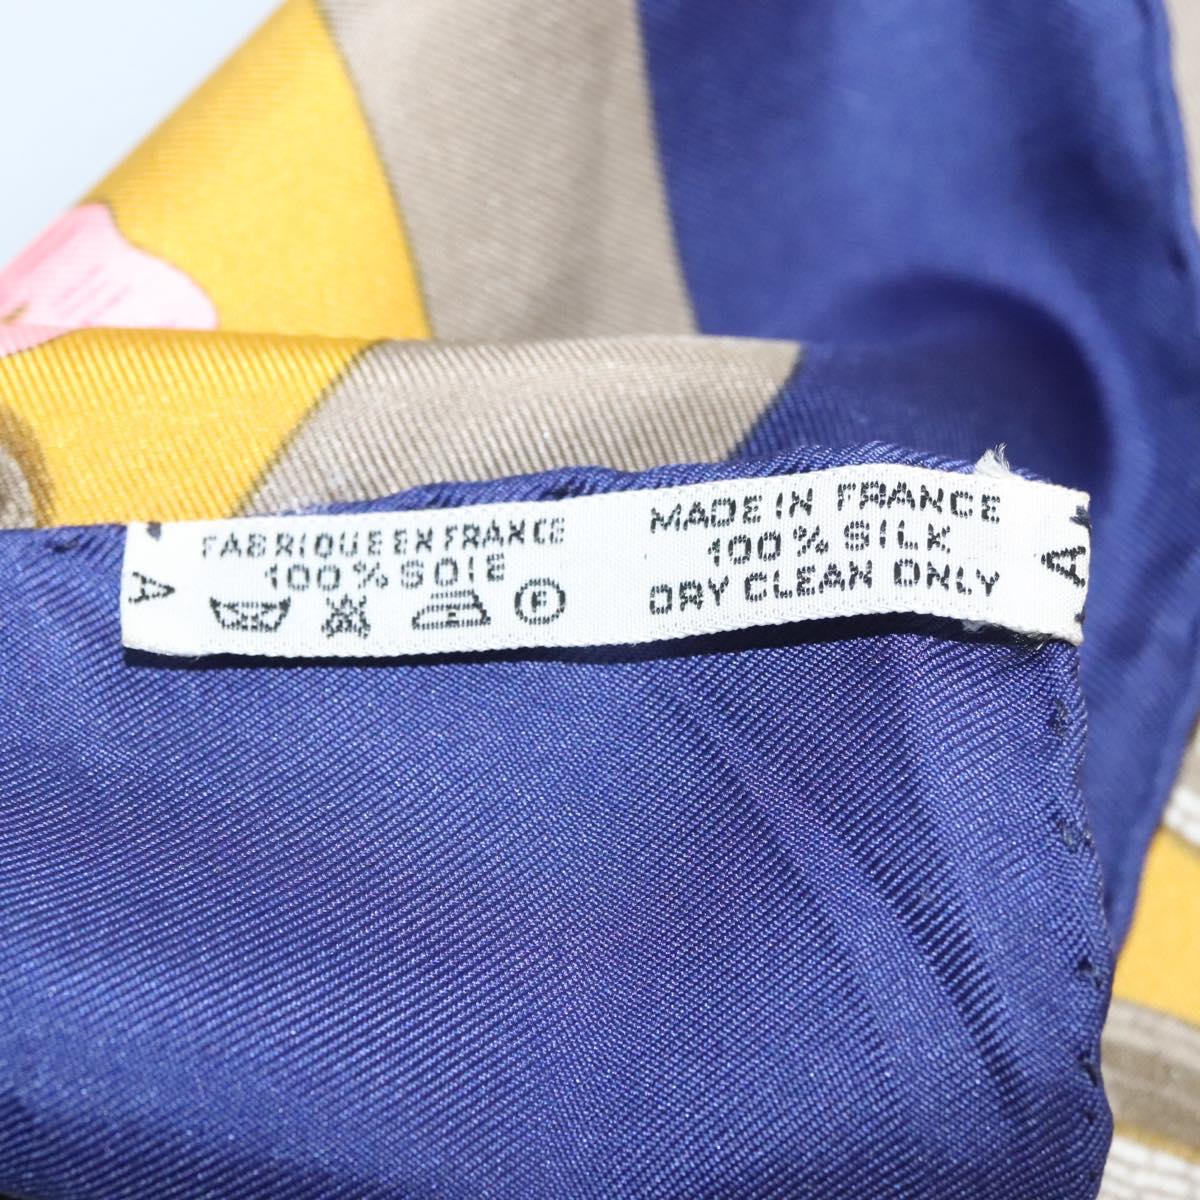 FABRIQUE EN FRANCE
100% SOIE
F
MADE IN FRANCE
100% SILK
DRY CLEAN ONLY
A
A